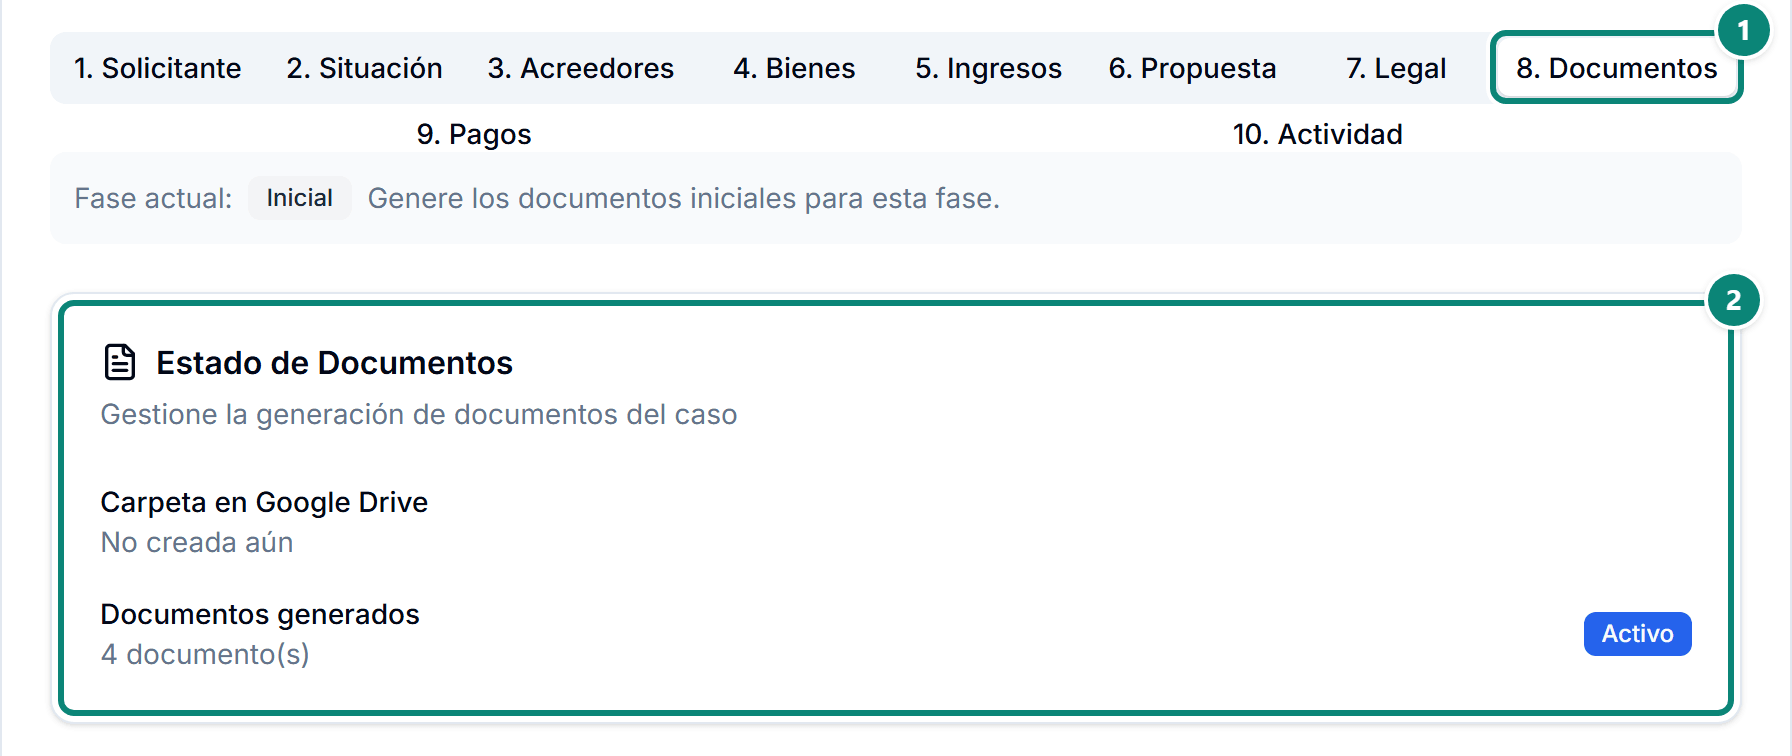 1
1. Solicitante 2. Situación 3. Acreedores 4. Bienes 5. Ingresos 6. Propuesta 7. Legal 8. Documentos
9. Pagos 10. Actividad
Fase actual: Inicial Genere los documentos iniciales para esta fase.
2
Estado de Documentos
Gestione la generación de documentos del caso
Carpeta en Google Drive
No creada aún
Documentos generados
4 documento(s)
Activo